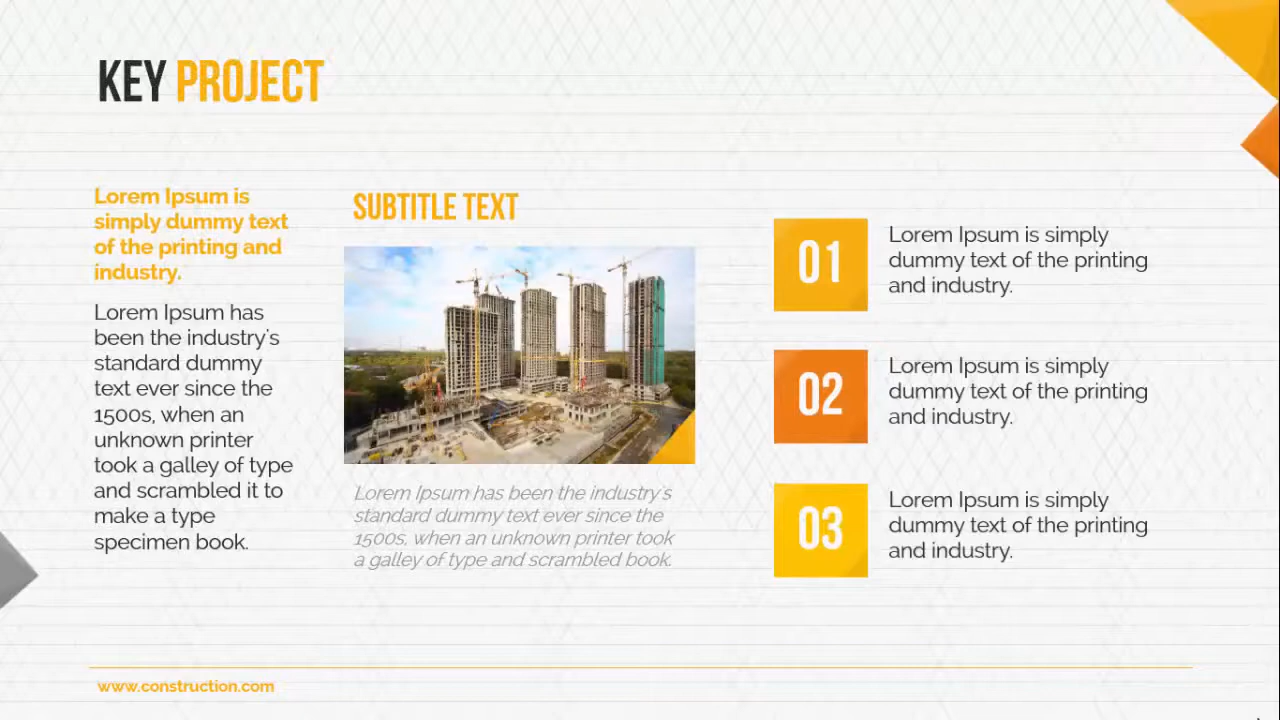 KEY PROJECT
Lorem Ipsum is
simply dummy text
of the printing and
industry.
Lorem Ipsum has
been the industry's
standard dummy
text ever since the
1500s, when an
unknown printer
took a galley of type
and scrambled it to
make a type
specimen book.
SUBTITLE TEXT
Lorem Ipsum has been the industry's
standard dummy text ever since the
1500s, when an unknown printer took
a galley of type and scrambled book.
01
Lorem Ipsum is simply
dummy text of the printing
and industry.
02
Lorem Ipsum is simply
dummy text of the printing
and industry.
03
Lorem Ipsum is simply
dummy text of the printing
and industry.
www.construction.com